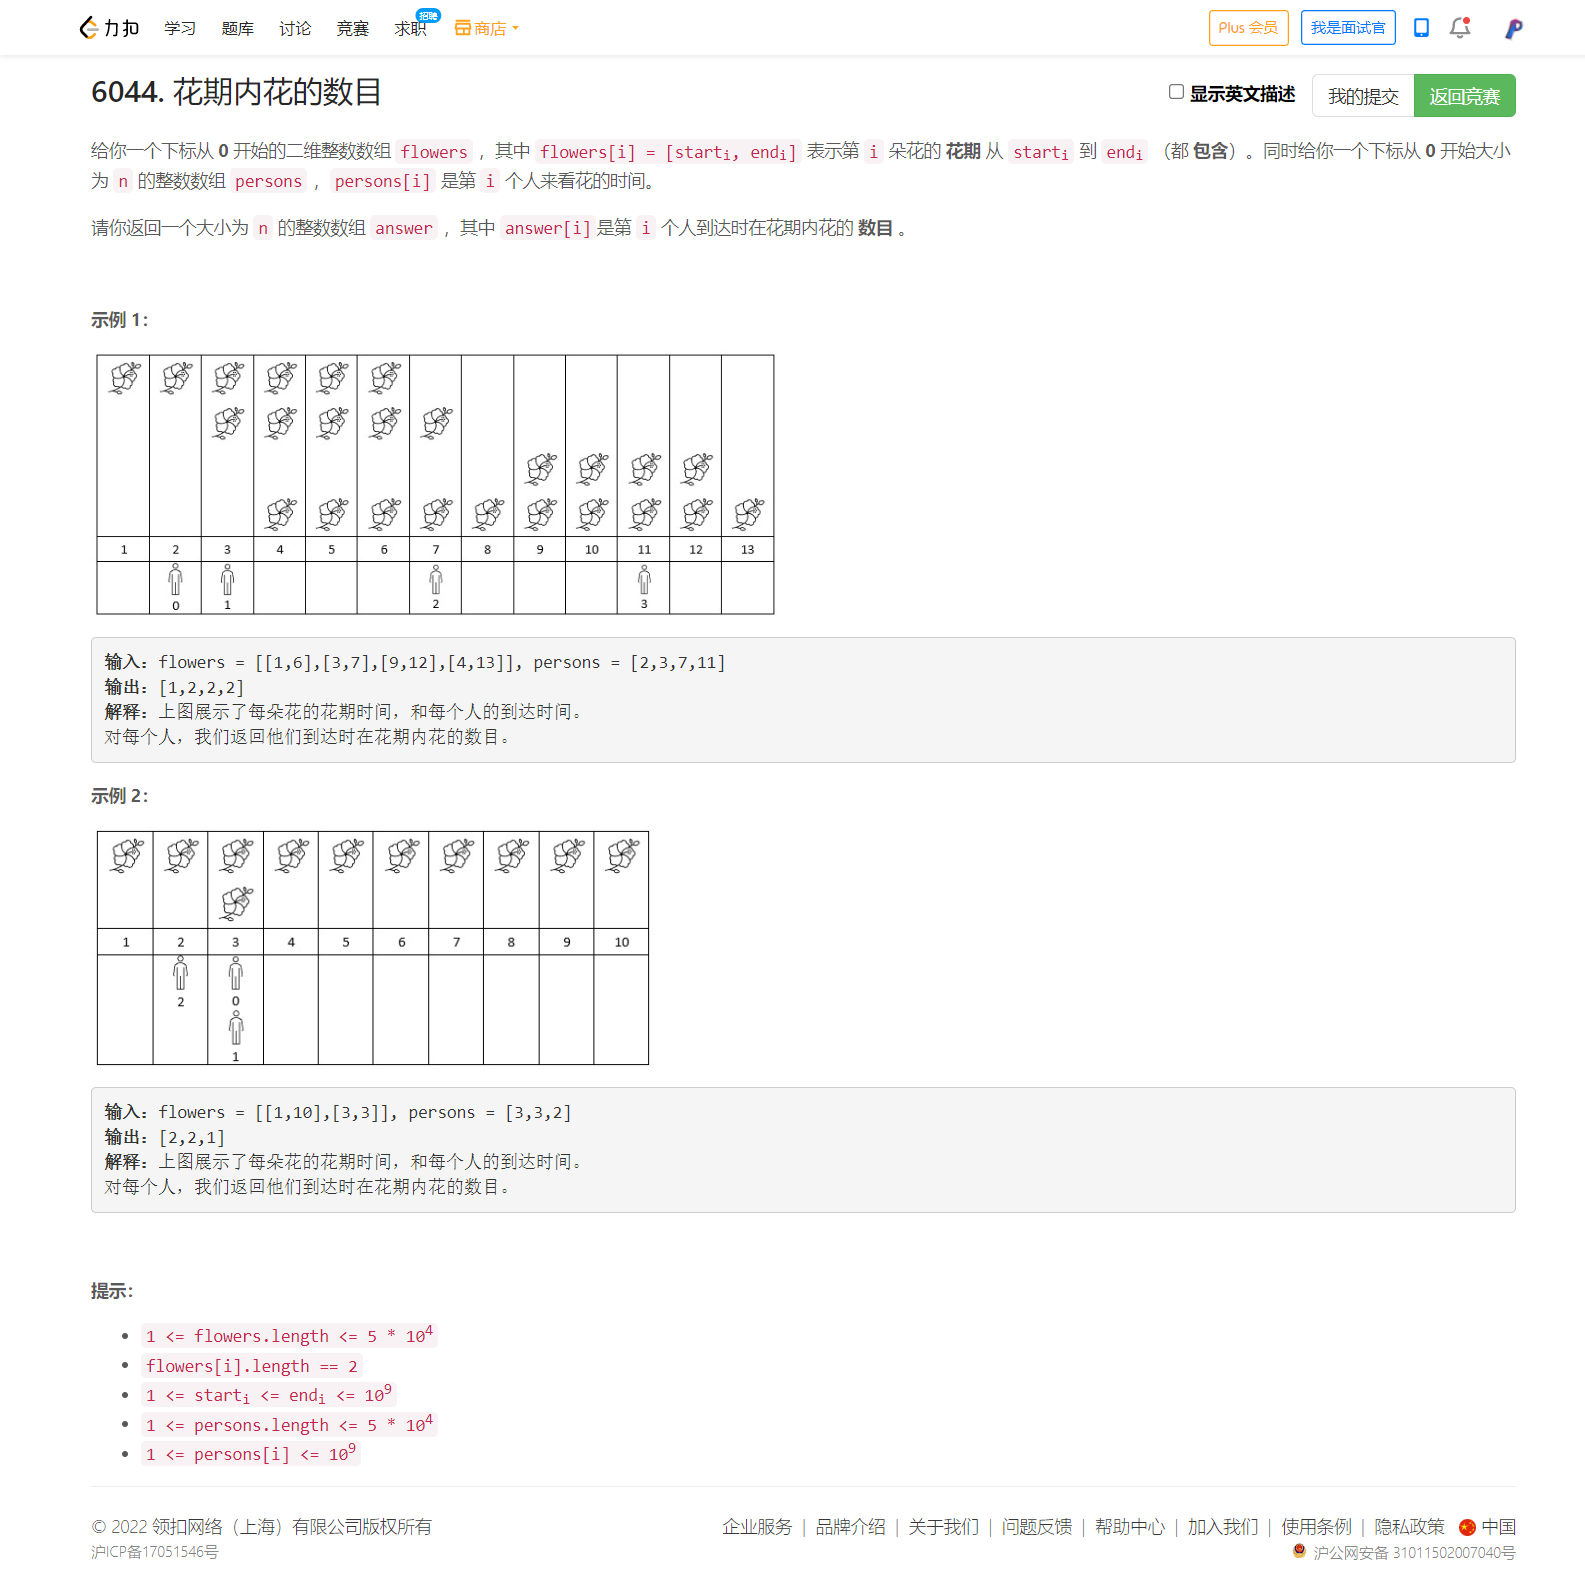 力扣 学习 题库 讨论 竞赛 求职 招聘 商店 Plus 会员 我是面试官
6044. 花期内花的数目 显示英文描述 我的提交 返回竞赛
给你一个下标从 0 开始的二维整数数组 flowers ，其中 flowers[i] = [starti, endi] 表示第 i 朵花的 花期 从 starti 到 endi （都 包含）。同时给你一个下标从 0 开始大小
为 n 的整数数组 persons ，persons[i] 是第 i 个人来看花的时间。
请你返回一个大小为 n 的整数数组 answer ，其中 answer[i]是第 i 个人到达时在花期内花的 数目 。
示例 1：
1 2 3 4 5 6 7 8 9 10 11 12 13
0 1 2 3
输入：flowers = [[1,6],[3,7],[9,12],[4,13]], persons = [2,3,7,11]
输出：[1,2,2,2]
解释：上图展示了每朵花的花期时间，和每个人的到达时间。
对每个人，我们返回他们到达时在花期内花的数目。
示例 2：
1 2 3 4 5 6 7 8 9 10
2 0
1
输入：flowers = [[1,10],[3,3]], persons = [3,3,2]
输出：[2,2,1]
解释：上图展示了每朵花的花期时间，和每个人的到达时间。
对每个人，我们返回他们到达时在花期内花的数目。
提示：
1 <= flowers.length <= 5 * 10⁴
flowers[i].length == 2
1 <= starti <= endi <= 10⁹
1 <= persons.length <= 5 * 10⁴
1 <= persons[i] <= 10⁹
© 2022 领扣网络（上海）有限公司版权所有 企业服务 | 品牌介绍 | 关于我们 | 问题反馈 | 帮助中心 | 加入我们 | 使用条例 | 隐私政策 中国
沪ICP备17051546号 沪公网安备 31011502007040号